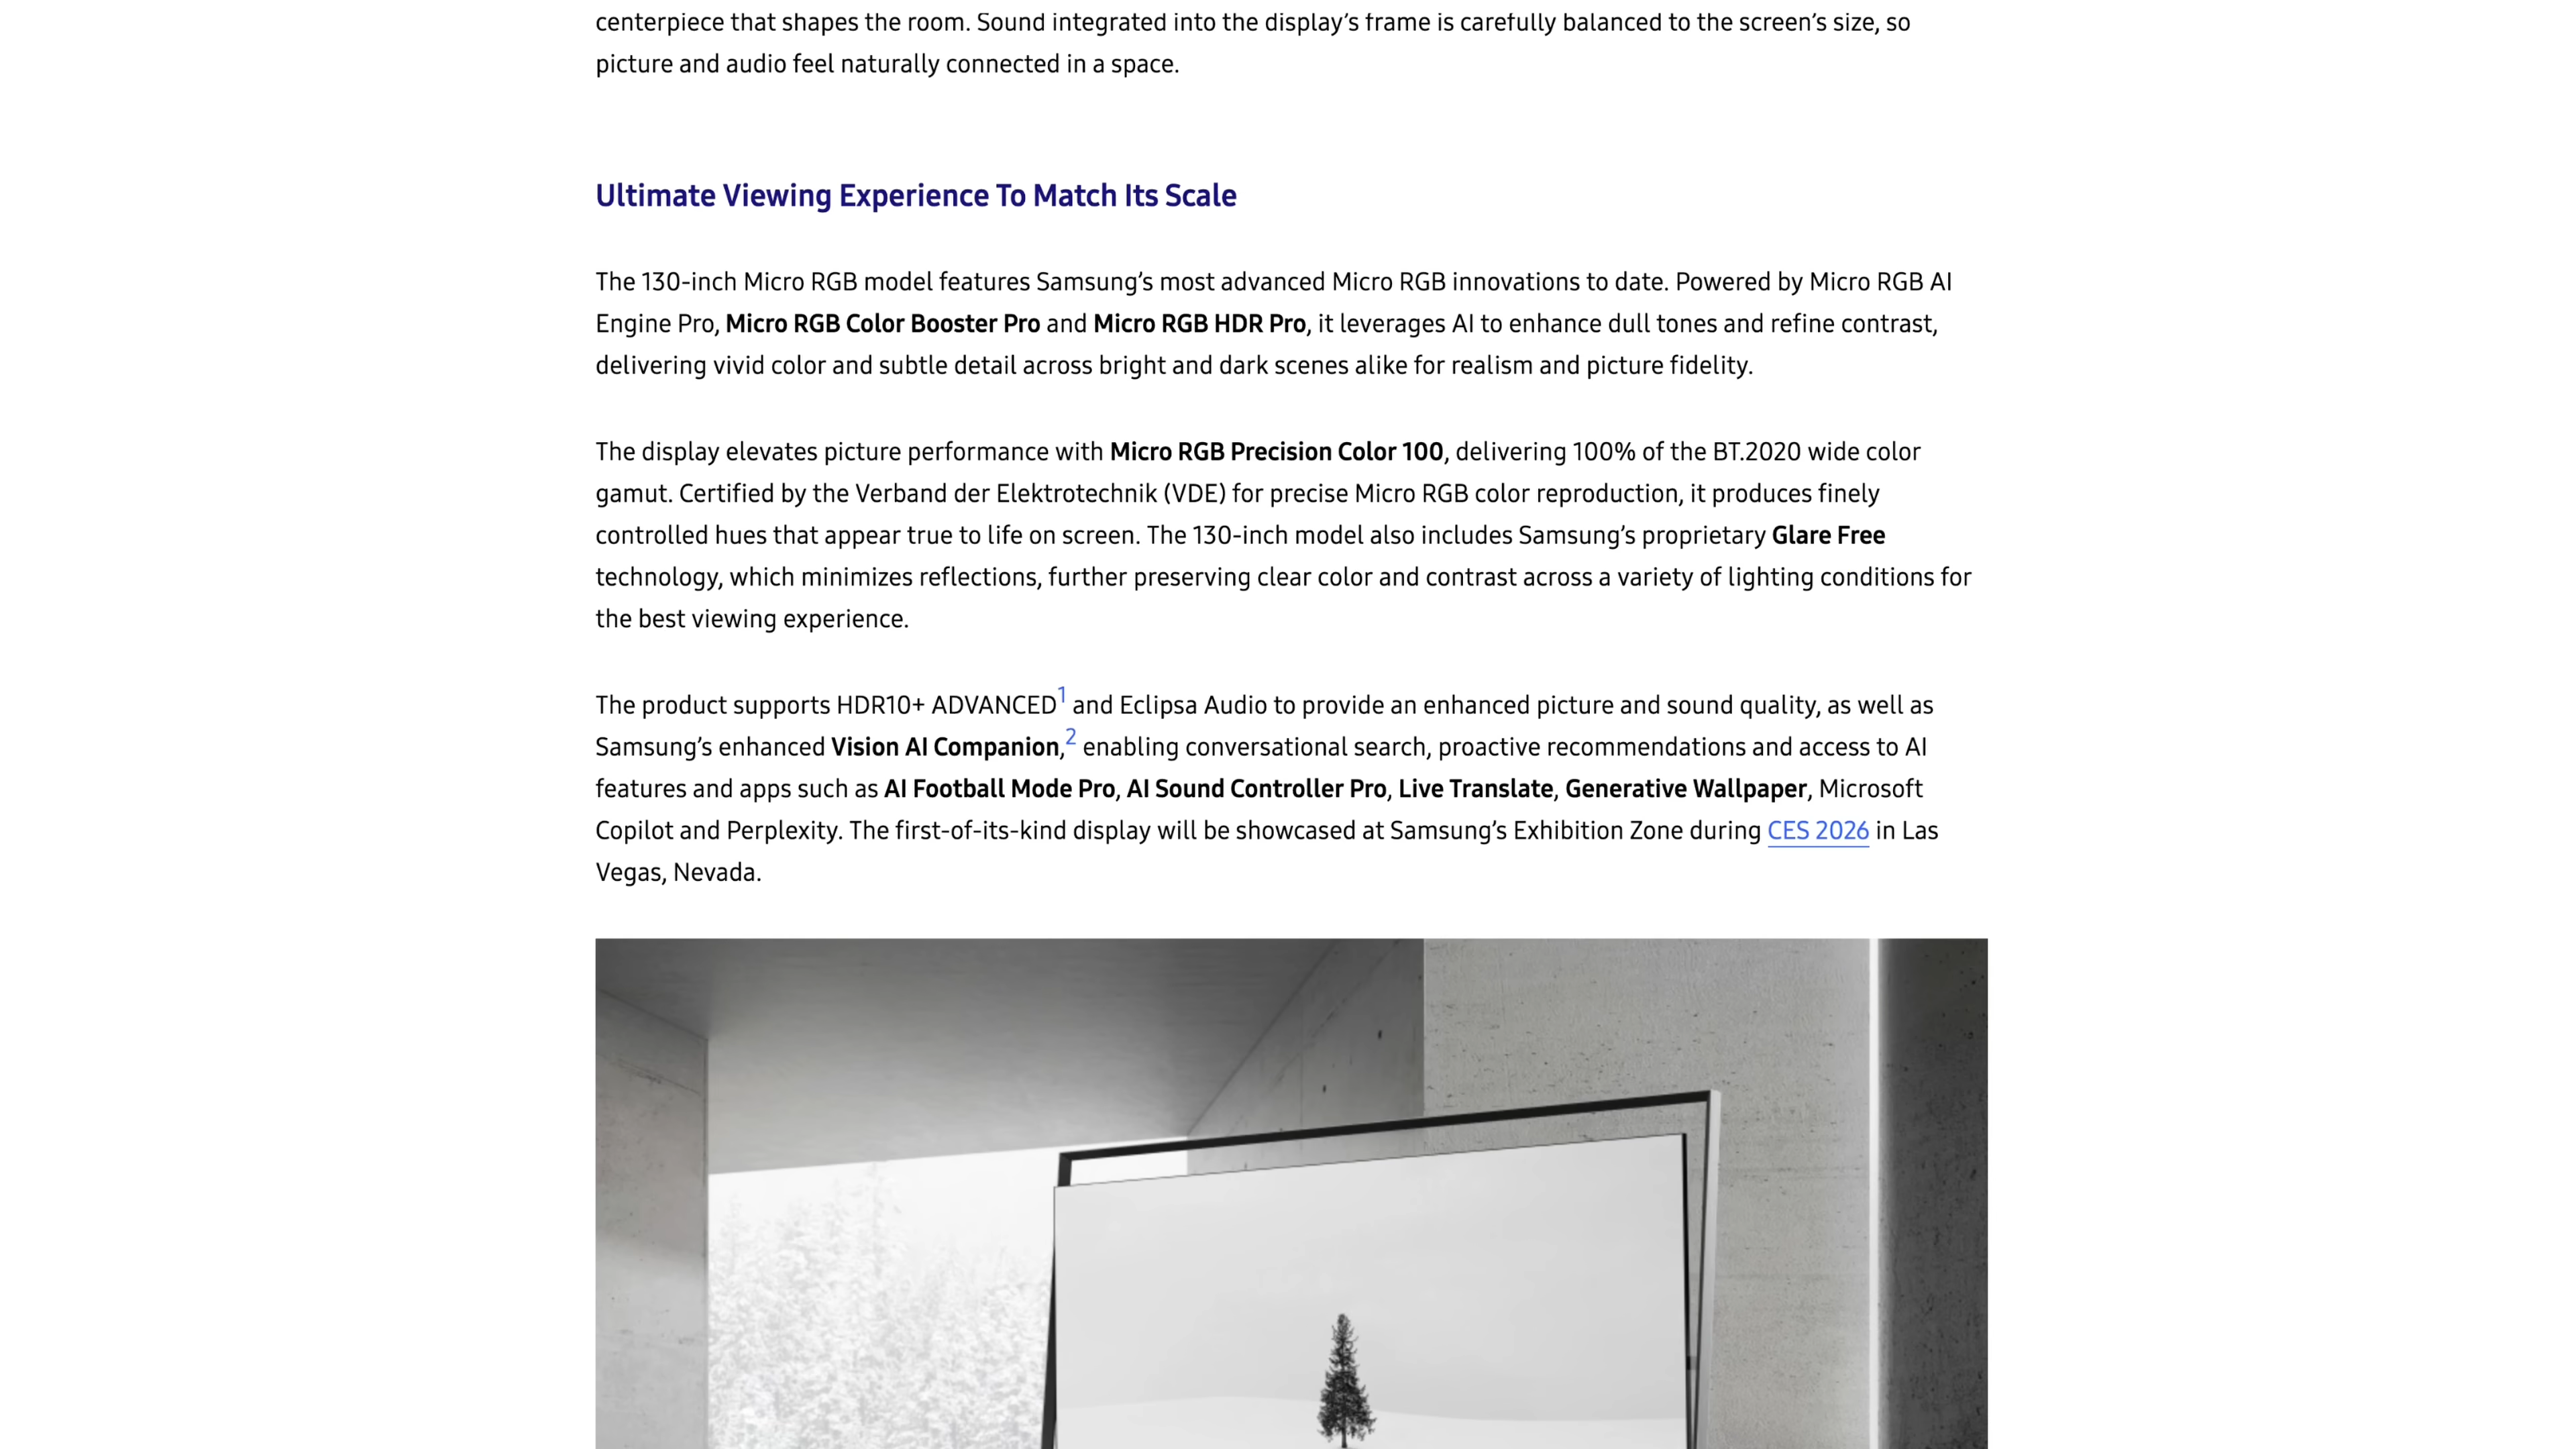 centerpiece that shapes the room. Sound integrated into the display’s frame is carefully balanced to the screen’s size, so
picture and audio feel naturally connected in a space.
Ultimate Viewing Experience To Match Its Scale
The 130-inch Micro RGB model features Samsung’s most advanced Micro RGB innovations to date. Powered by Micro RGB AI
Engine Pro, Micro RGB Color Booster Pro and Micro RGB HDR Pro, it leverages AI to enhance dull tones and refine contrast,
delivering vivid color and subtle detail across bright and dark scenes alike for realism and picture fidelity.
The display elevates picture performance with Micro RGB Precision Color 100, delivering 100% of the BT.2020 wide color
gamut. Certified by the Verband der Elektrotechnik (VDE) for precise Micro RGB color reproduction, it produces finely
controlled hues that appear true to life on screen. The 130-inch model also includes Samsung’s proprietary Glare Free
technology, which minimizes reflections, further preserving clear color and contrast across a variety of lighting conditions for
the best viewing experience.
The product supports HDR10+ ADVANCED1 and Eclipsa Audio to provide an enhanced picture and sound quality, as well as
Samsung’s enhanced Vision AI Companion,2 enabling conversational search, proactive recommendations and access to AI
features and apps such as AI Football Mode Pro, AI Sound Controller Pro, Live Translate, Generative Wallpaper, Microsoft
Copilot and Perplexity. The first-of-its-kind display will be showcased at Samsung’s Exhibition Zone during CES 2026 in Las
Vegas, Nevada.